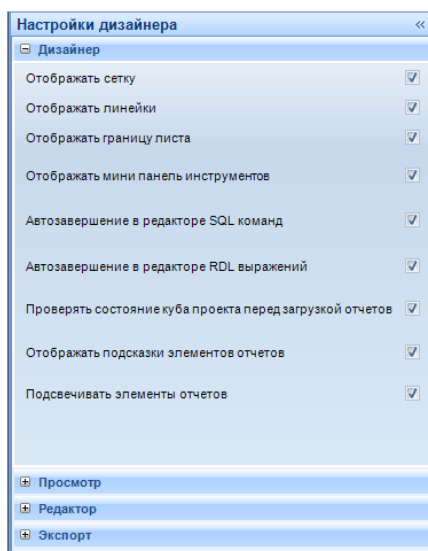 Настройки дизайнера
Дизайнер
Отображать сетку
Отображать линейки
Отображать границу листа
Отображать мини панель инструментов
Автозавершение в редакторе SQL команд
Автозавершение в редакторе RDL выражений
Проверять состояние куба проекта перед загрузкой отчетов
Отображать подсказки элементов отчетов
Подсвечивать элементы отчетов
Просмотр
Редактор
Экспорт